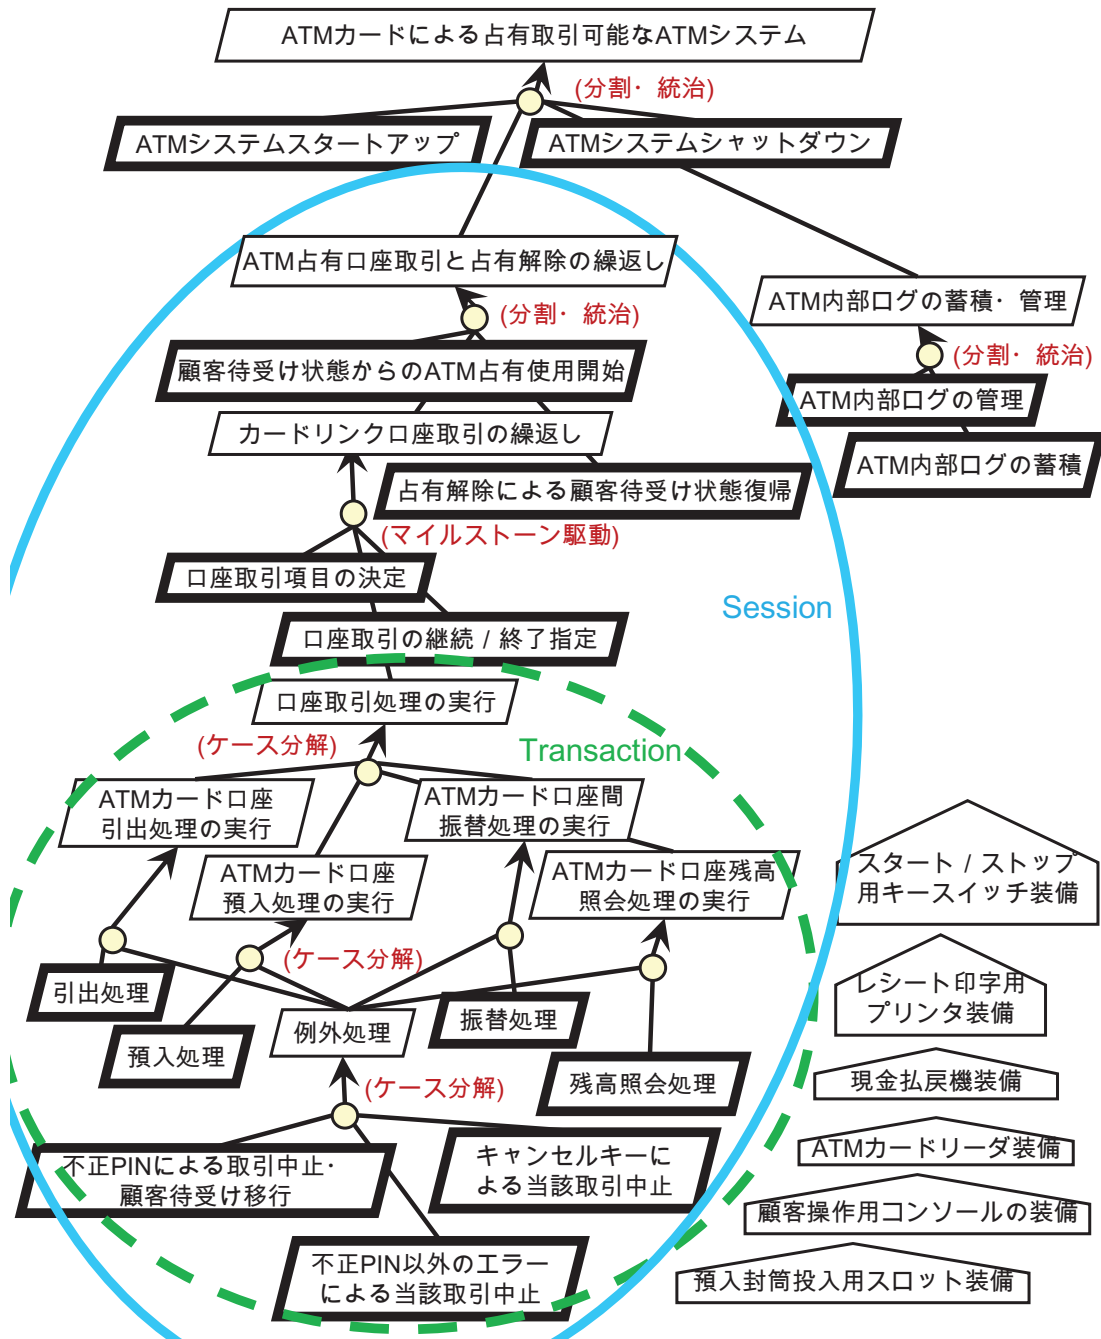 ATMカードによる占有取引可能なATMシステム
(分割・統治)
ATMシステムスタートアップ
ATMシステムシャットダウン
ATM占有口座取引と占有解除の繰返し
ATM内部ログの蓄積・管理
(分割・統治)
(分割・統治)
顧客待受け状態からのATM占有使用開始
ATM内部ログの管理
カードリンク口座取引の繰返し
ATM内部ログの蓄積
占有解除による顧客待受け状態復帰
(マイルストーン駆動)
口座取引項目の決定
Session
口座取引の継続 / 終了指定
口座取引処理の実行
(ケース分解)
Transaction
ATMカード口座
引出処理の実行
ATMカード口座間
振替処理の実行
ATMカード口座
預入処理の実行
ATMカード口座残高
照会処理の実行
スタート / ストップ
用キースイッチ装備
(ケース分解)
引出処理
預入処理
例外処理
振替処理
残高照会処理
レシート印字用
プリンタ装備
現金払戻機装備
(ケース分解)
ATMカードリーダ装備
不正PINによる取引中止・
顧客待受け移行
キャンセルキーに
よる当該取引中止
顧客操作用コンソールの装備
不正PIN以外のエラー
による当該取引中止
預入封筒投入用スロット装備